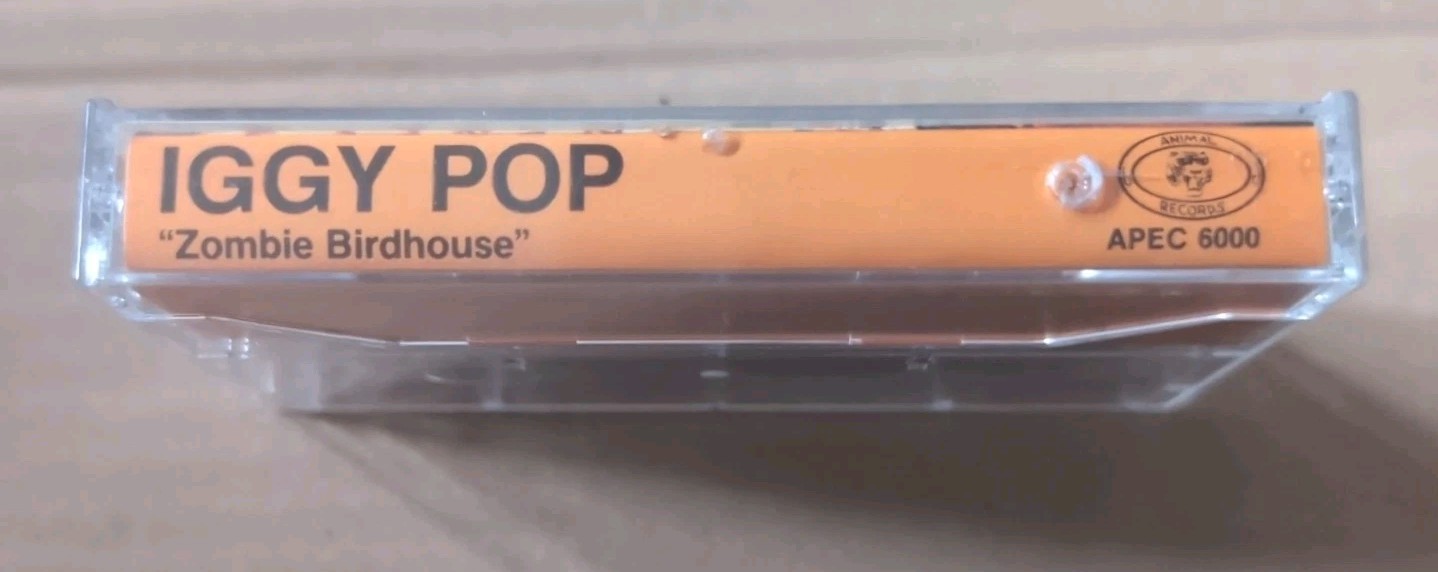 IGGY POP
“Zombie Birdhouse”
ANIMAL
RECORDS
APEC 6000